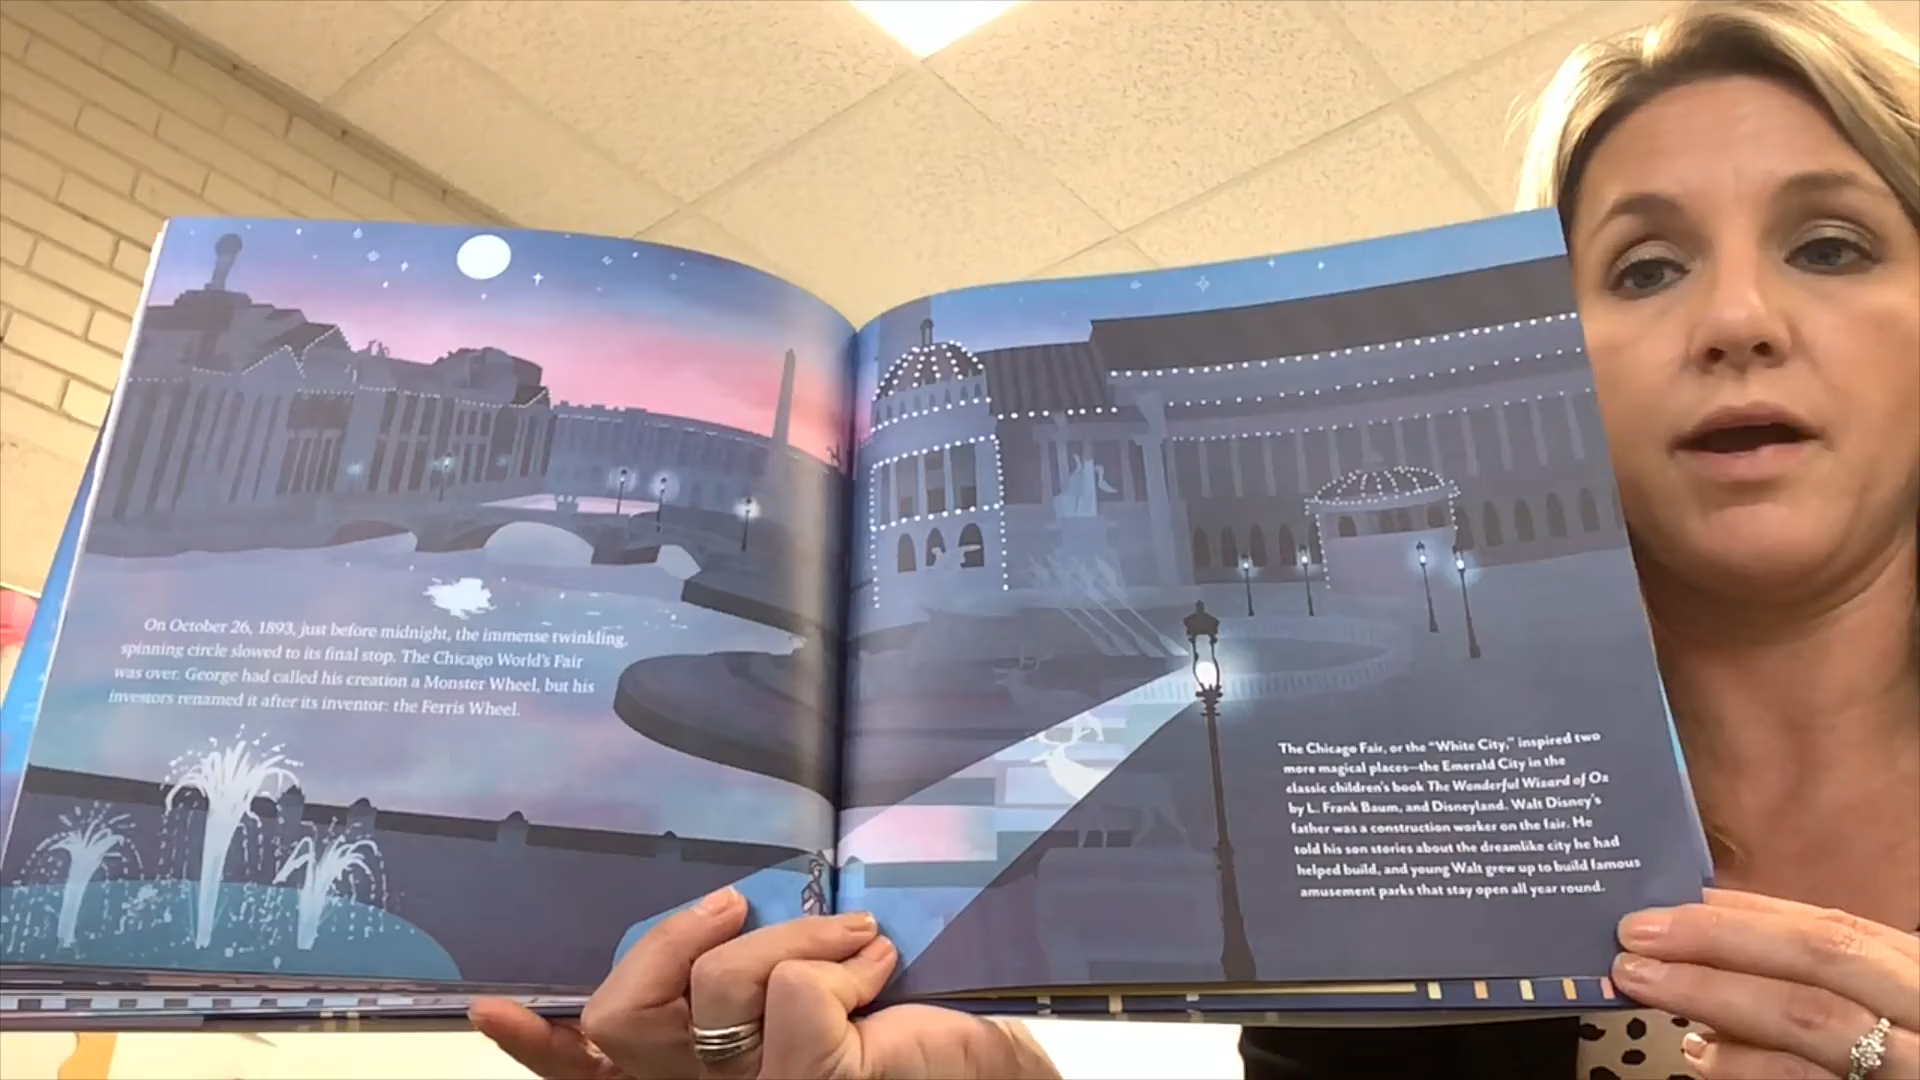 On October 26, 1893, just before midnight, the immense twinkling,
spinning circle slowed to its final stop. The Chicago World's Fair
was over. George had called his creation a Monster Wheel, but his
investors renamed it after its inventor: the Ferris Wheel.
The Chicago Fair, or the “White City,” inspired two
more magical places—the Emerald City in the
classic children's book The Wonderful Wizard of Oz
by L. Frank Baum, and Disneyland. Walt Disney's
father was a construction worker on the fair. He
told his son stories about the dreamlike city he had
helped build, and young Walt grew up to build famous
amusement parks that stay open all year round.